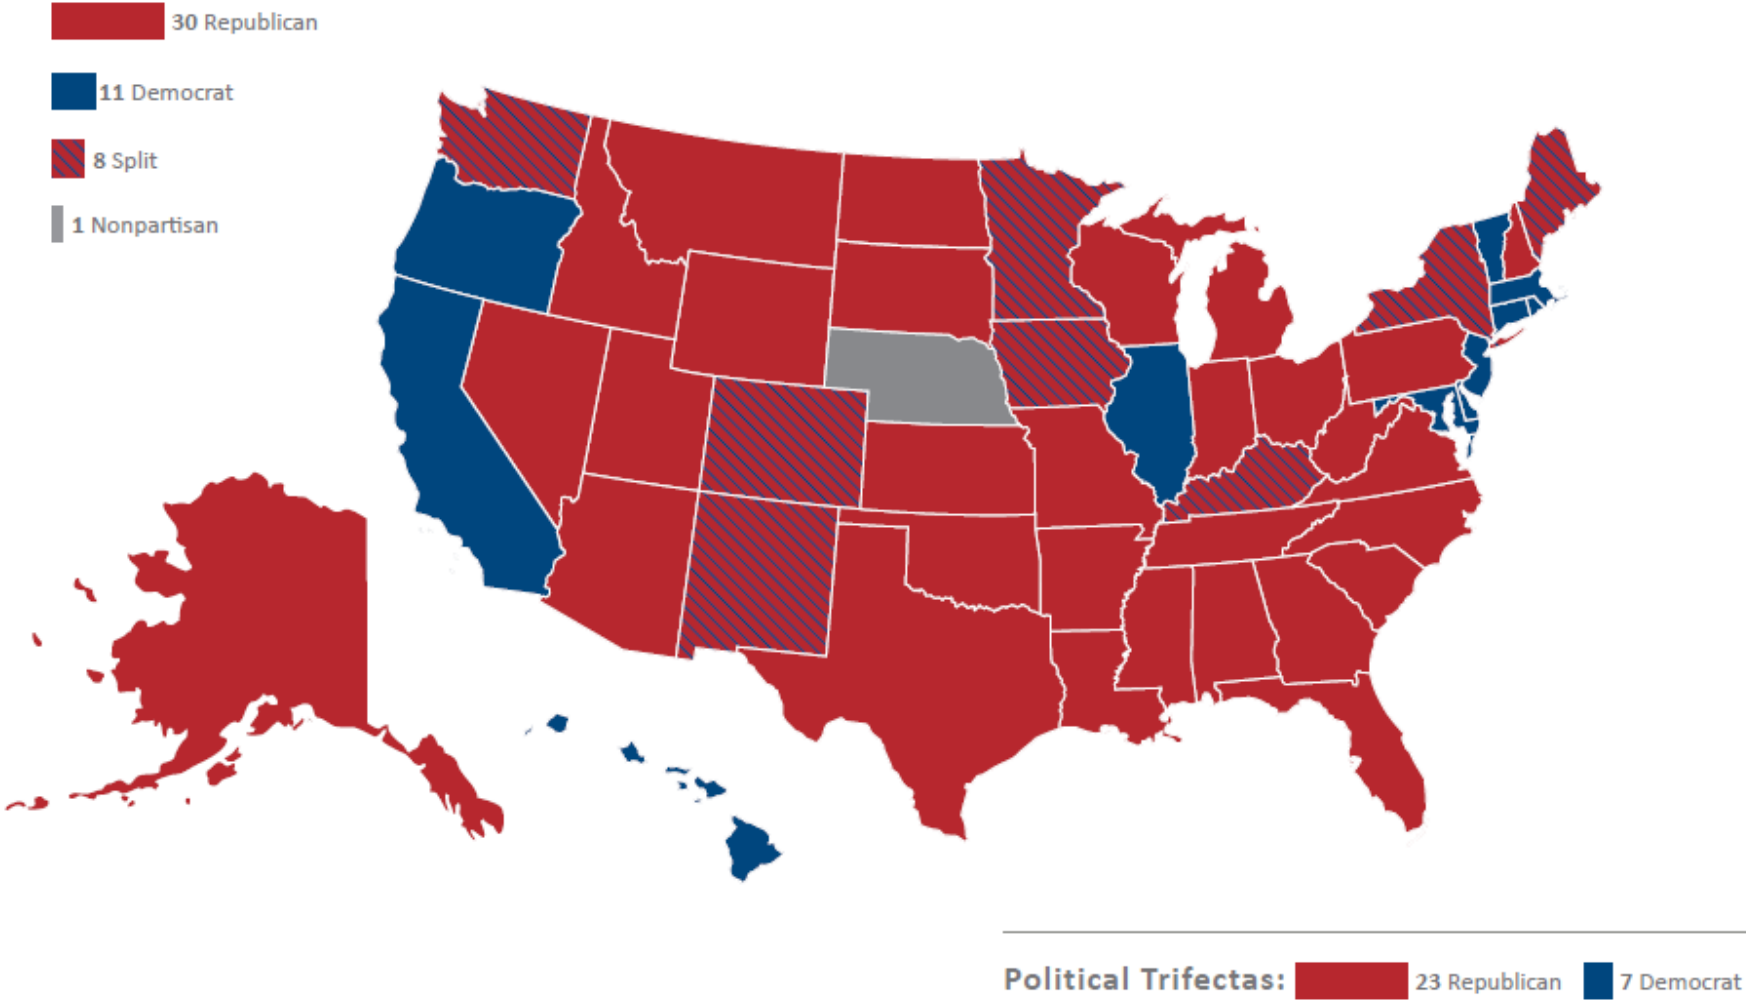 30 Republican
11 Democrat
8 Split
1 Nonpartisan
Political Trifectas: 23 Republican 7 Democrat